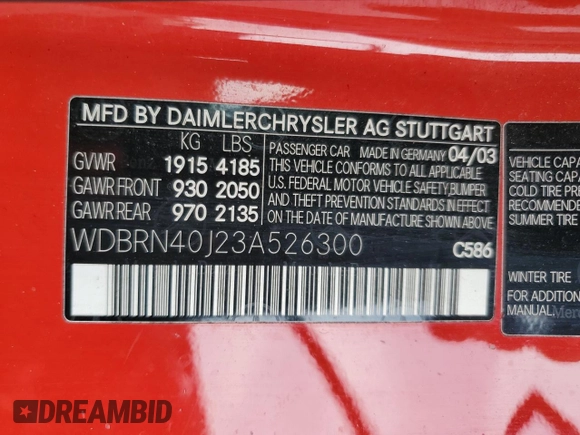 MFD BY DAIMLERCHRYSLER AG STUTTGART
KG LBS
GVWR 1915 4185
GAWR FRONT 930 2050
GAWR REAR 970 2135
PASSENGER CAR MADE IN GERMANY 04/03
THIS VEHICLE CONFORMS TO ALL APPLICABLE
U.S. FEDERAL MOTOR VEHICLE SAFETY, BUMPER
AND THEFT PREVENTION STANDARDS IN EFFECT
ON THE DATE OF MANUFACTURE SHOWN ABOVE
WDBRN40J23A526300
C586
VEHICLE CAPA
SEATING CAPA
COLD TIRE PR
RECOMMENDED
SUMMER TIRE
WINTER TIRE
FOR ADDITION
MANUAL.
DREAMBID